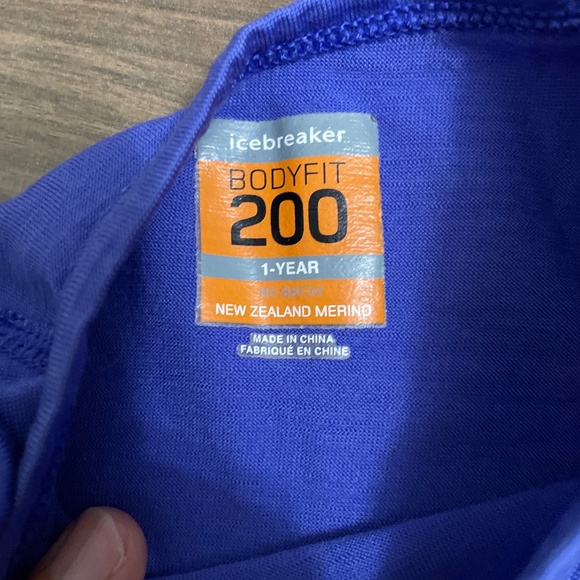 icebreaker
BODYFIT
200
1-YEAR
NEW ZEALAND MERINO
MADE IN CHINA
FABRIQUÉ EN CHINE